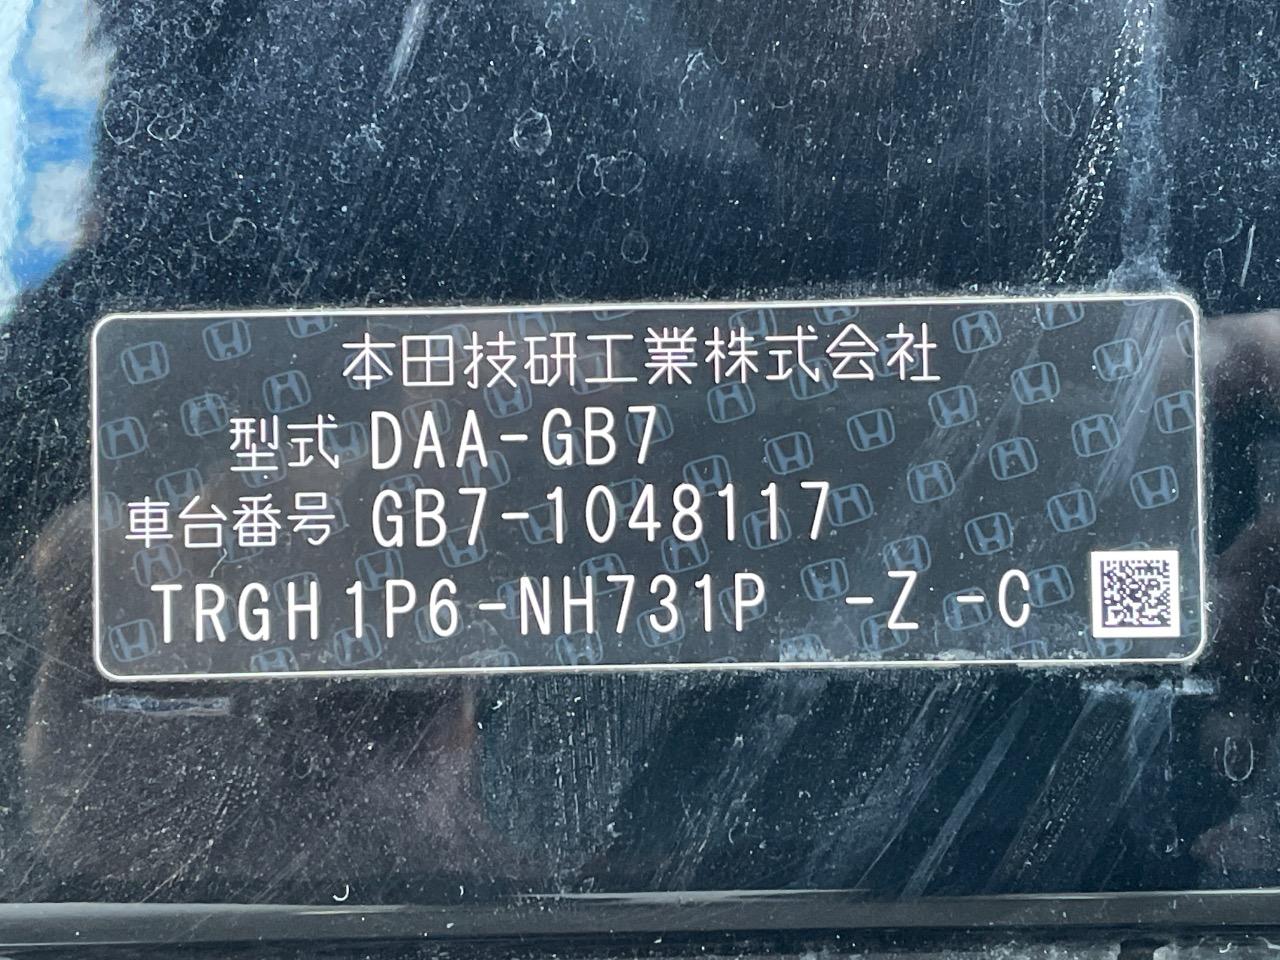 本田技研工業株式会社
型式 DAA-GB7
車台番号 GB7-1048117
TRGH1P6-NH731P -Z -C